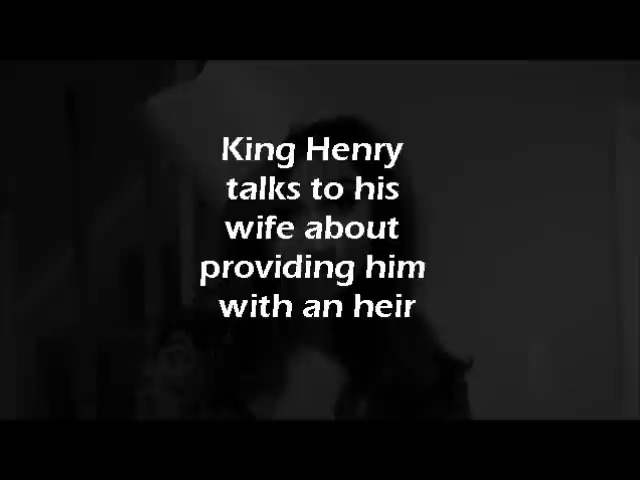 King Henry
talks to his
wife about
providing him
with an heir